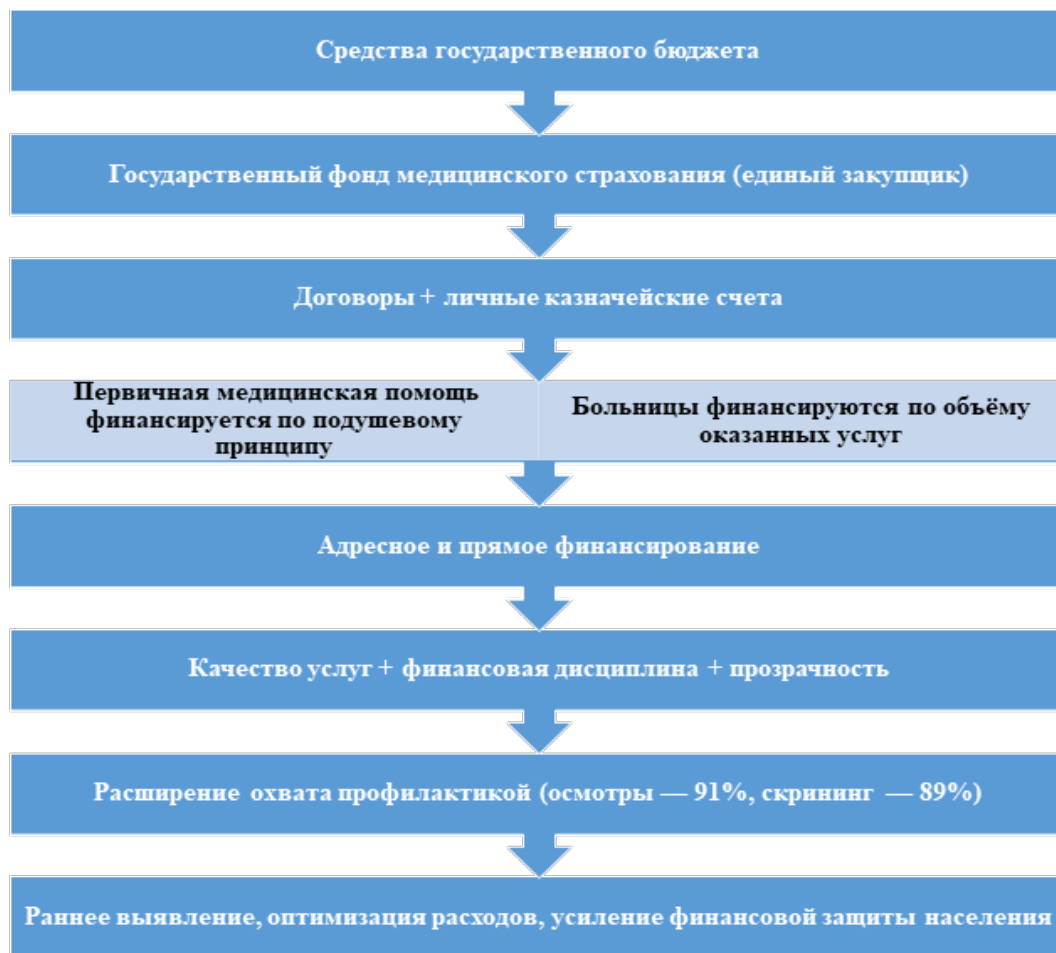 Средства государственного бюджета
Государственный фонд медицинского страхования (единый закупщик)
Договоры + личные казначейские счета
Первичная медицинская помощь
финансируется по подушевому
принципу
Больницы финансируются по объёму
оказанных услуг
Адресное и прямое финансирование
Качество услуг + финансовая дисциплина + прозрачность
Расширение охвата профилактикой (осмотры — 91%, скрининг — 89%)
Раннее выявление, оптимизация расходов, усиление финансовой защиты населения